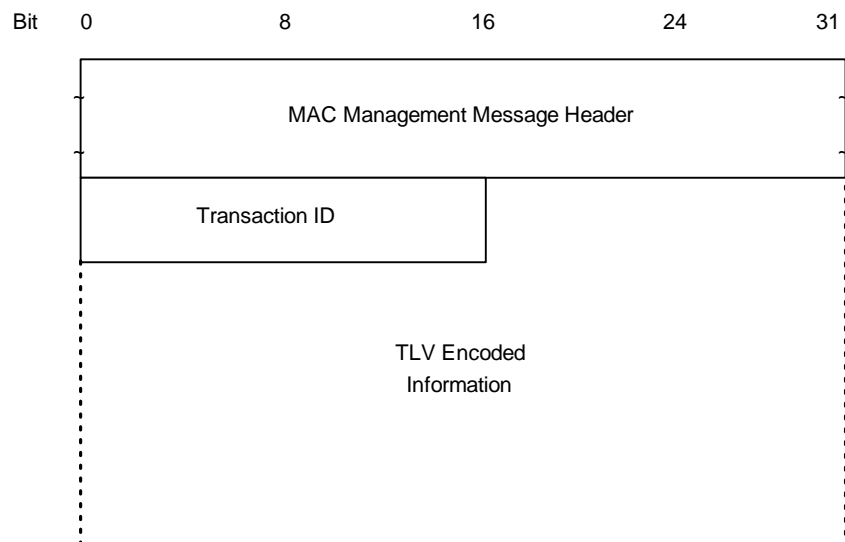 Bit 0 8 16 24 31
MAC Management Message Header
Transaction ID
TLV Encoded
Information